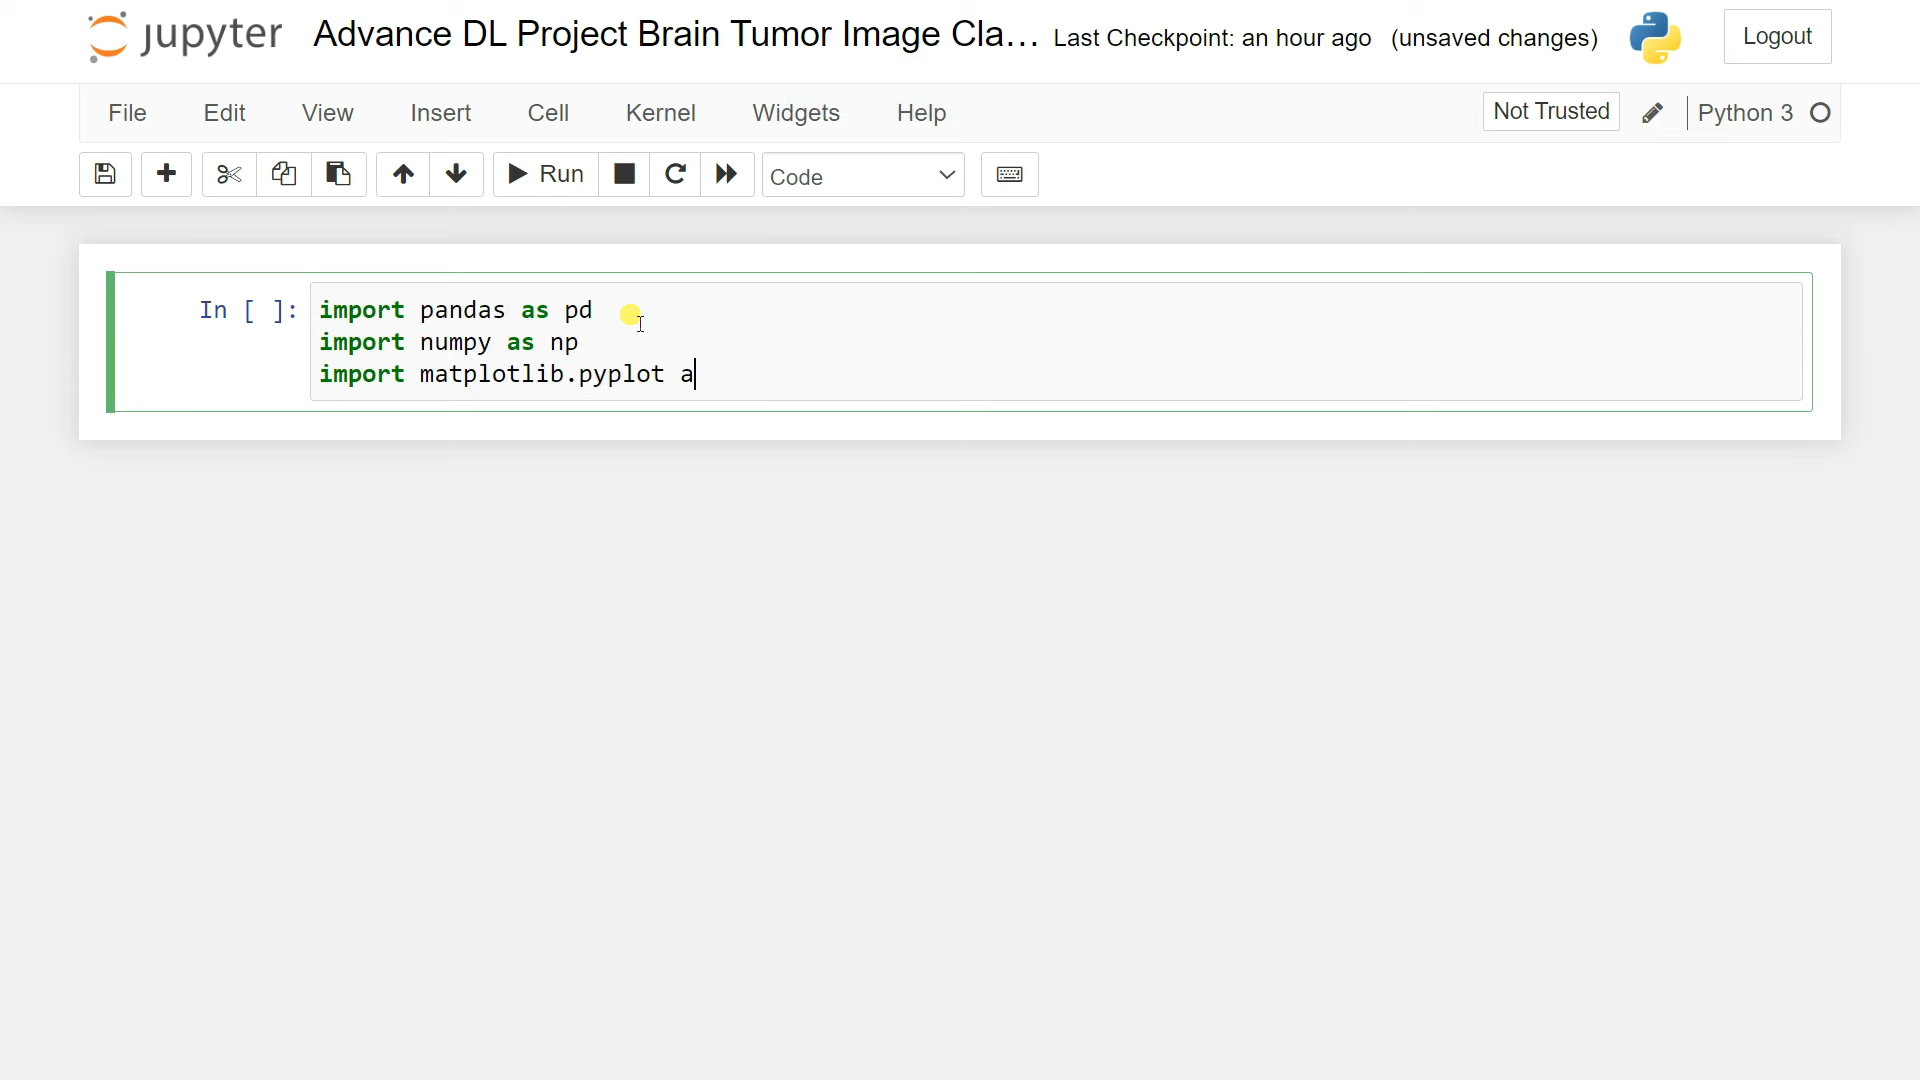 jupyter Advance DL Project Brain Tumor Image Cla... Last Checkpoint: an hour ago (unsaved changes) Logout
File Edit View Insert Cell Kernel Widgets Help Not Trusted Python 3
Run Code
In [ ]: import pandas as pd
import numpy as np
import matplotlib.pyplot a